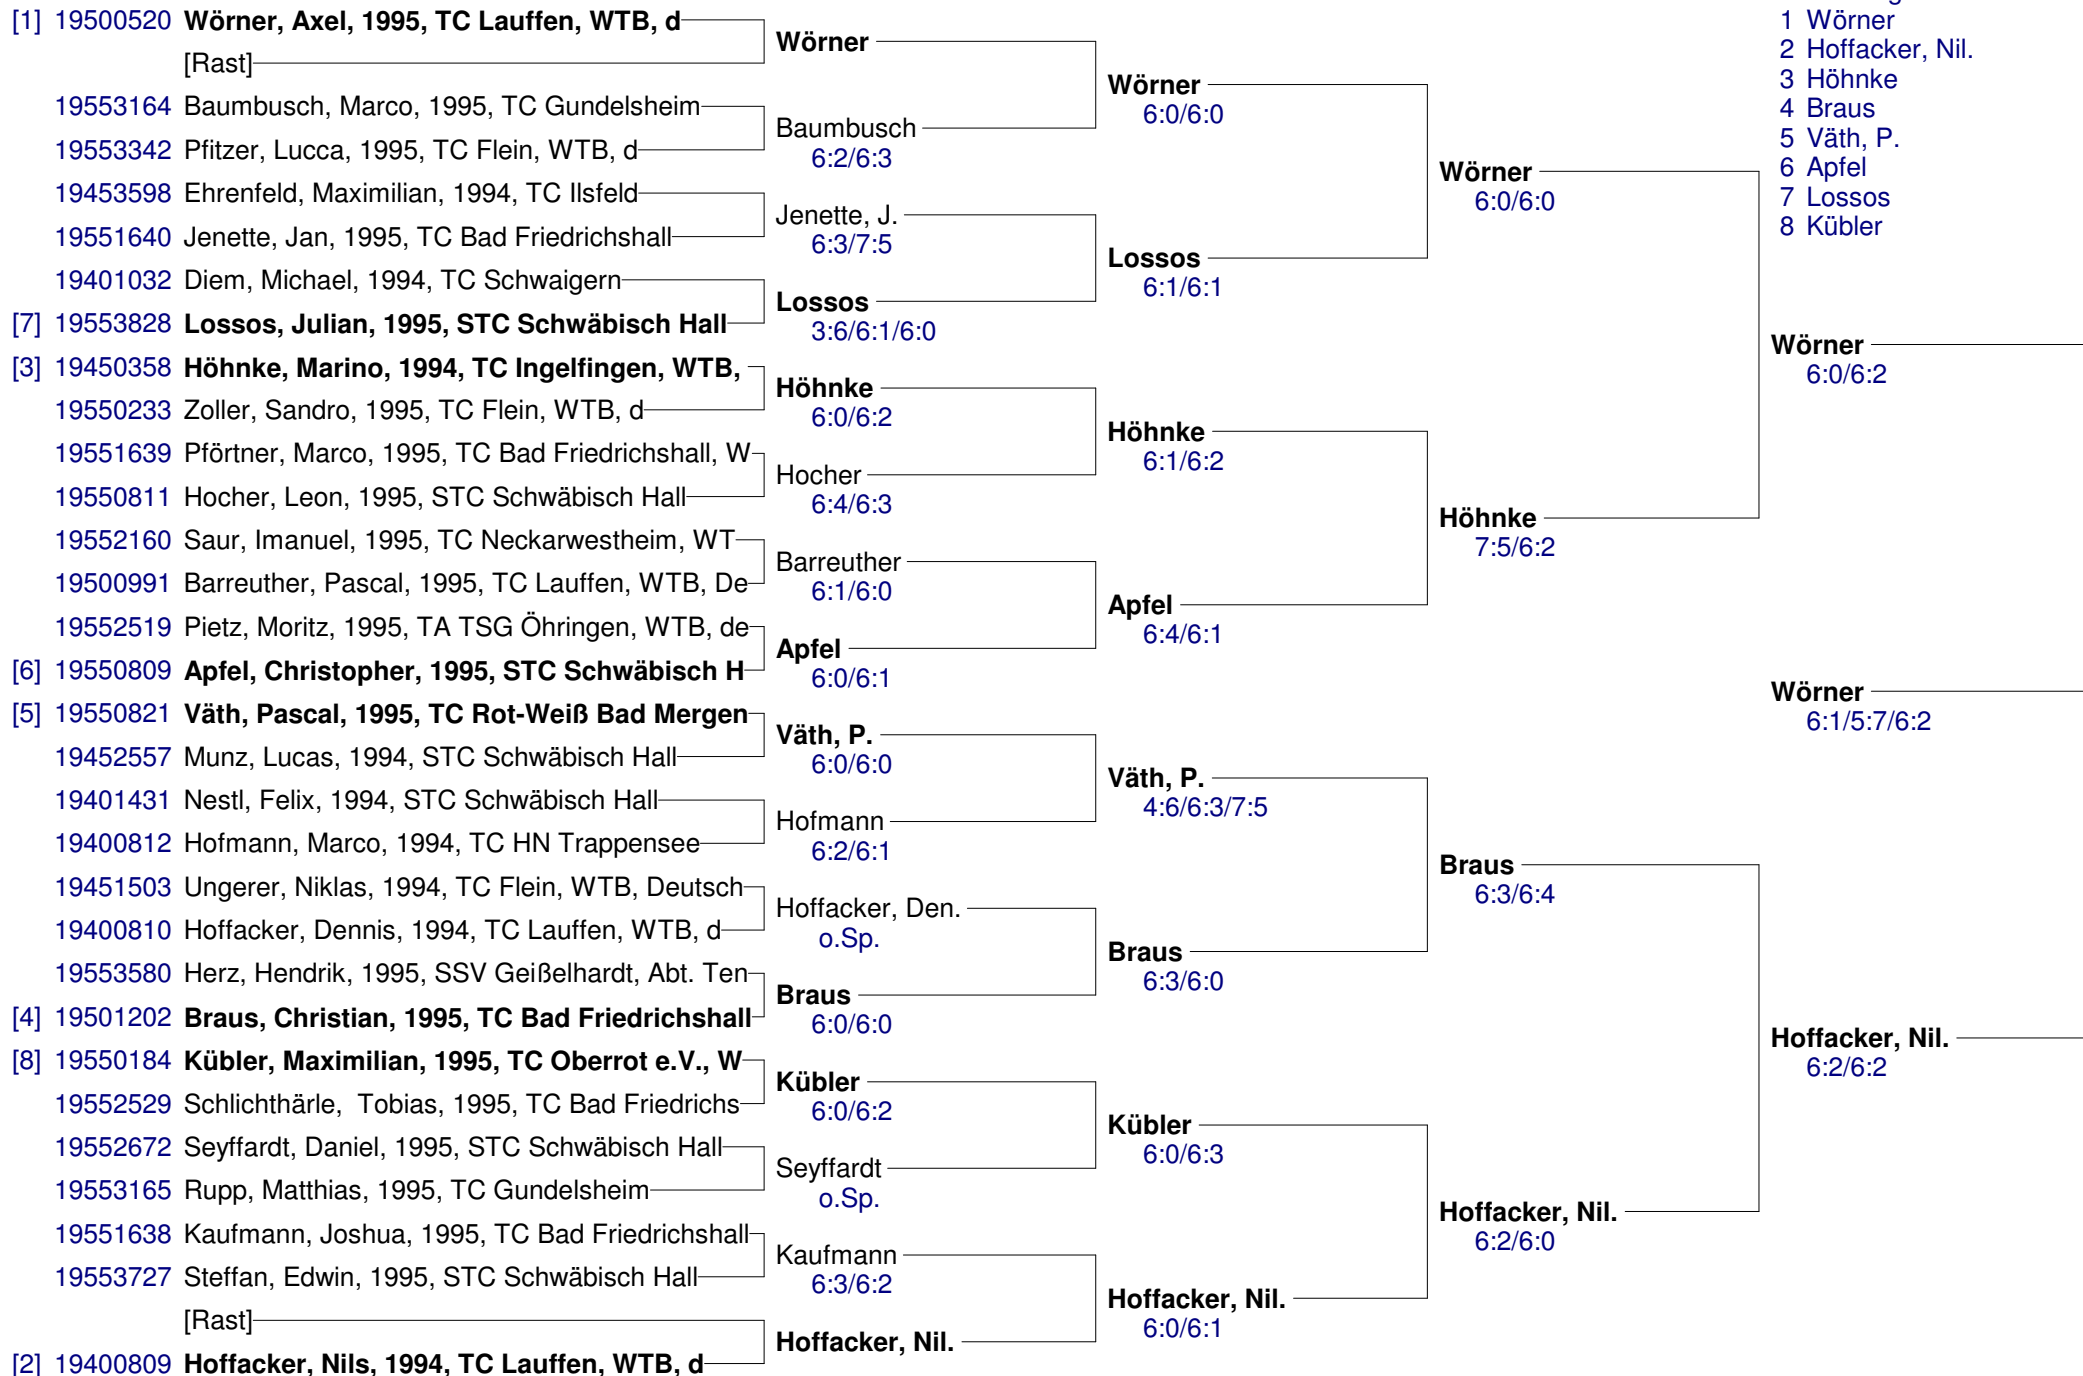 [1] 19500520 Wörner, Axel, 1995, TC Lauffen, WTB, d
[Rast]
19553164 Baumbusch, Marco, 1995, TC Gundelsheim
19553342 Pfitzer, Lucca, 1995, TC Flein, WTB, d
19453598 Ehrenfeld, Maximilian, 1994, TC Ilsfeld
19551640 Jenette, Jan, 1995, TC Bad Friedrichshall
19401032 Diem, Michael, 1994, TC Schwaigern
[7] 19553828 Lossos, Julian, 1995, STC Schwäbisch Hall
[3] 19450358 Höhnke, Marino, 1994, TC Ingelfingen, WTB,
19550233 Zoller, Sandro, 1995, TC Flein, WTB, d
19551639 Pförtner, Marco, 1995, TC Bad Friedrichshall, W
19550811 Hocher, Leon, 1995, STC Schwäbisch Hall
19552160 Saur, Imanuel, 1995, TC Neckarwestheim, WT
19500991 Barreuther, Pascal, 1995, TC Lauffen, WTB, De
19552519 Pietz, Moritz, 1995, TA TSG Öhringen, WTB, de
[6] 19550809 Apfel, Christopher, 1995, STC Schwäbisch H
[5] 19550821 Väth, Pascal, 1995, TC Rot-Weiß Bad Mergen
19452557 Munz, Lucas, 1994, STC Schwäbisch Hall
19401431 Nestl, Felix, 1994, STC Schwäbisch Hall
19400812 Hofmann, Marco, 1994, TC HN Trappensee
19451503 Ungerer, Niklas, 1994, TC Flein, WTB, Deutsch
19400810 Hoffacker, Dennis, 1994, TC Lauffen, WTB, d
19553580 Herz, Hendrik, 1995, SSV Geißelhardt, Abt. Ten
[4] 19501202 Braus, Christian, 1995, TC Bad Friedrichshall
[8] 19550184 Kübler, Maximilian, 1995, TC Oberrot e.V., W
19552529 Schlichthärle, Tobias, 1995, TC Bad Friedrichs
19552672 Seyffardt, Daniel, 1995, STC Schwäbisch Hall
19553165 Rupp, Matthias, 1995, TC Gundelsheim
19551638 Kaufmann, Joshua, 1995, TC Bad Friedrichshall
19553727 Steffan, Edwin, 1995, STC Schwäbisch Hall
[Rast]
[2] 19400809 Hoffacker, Nils, 1994, TC Lauffen, WTB, d
Wörner
Baumbusch
6:2/6:3
Jenette, J.
6:3/7:5
Lossos
3:6/6:1/6:0
Höhnke
6:0/6:2
Hocher
6:4/6:3
Barreuther
6:1/6:0
Apfel
6:0/6:1
Väth, P.
6:0/6:0
Hofmann
6:2/6:1
Hoffacker, Den.
o.Sp.
Braus
6:0/6:0
Kübler
6:0/6:2
Seyffardt
o.Sp.
Kaufmann
6:3/6:2
Hoffacker, Nil.
Wörner
6:0/6:0
Lossos
6:1/6:1
Höhnke
6:1/6:2
Apfel
6:4/6:1
Väth, P.
4:6/6:3/7:5
Braus
6:3/6:0
Kübler
6:0/6:3
Hoffacker, Nil.
6:0/6:1
Wörner
6:0/6:0
Höhnke
7:5/6:2
Braus
6:3/6:4
Hoffacker, Nil.
6:2/6:0
1 Wörner
2 Hoffacker, Nil.
3 Höhnke
4 Braus
5 Väth, P.
6 Apfel
7 Lossos
8 Kübler
Wörner
6:0/6:2
Wörner
6:1/5:7/6:2
Hoffacker, Nil.
6:2/6:2